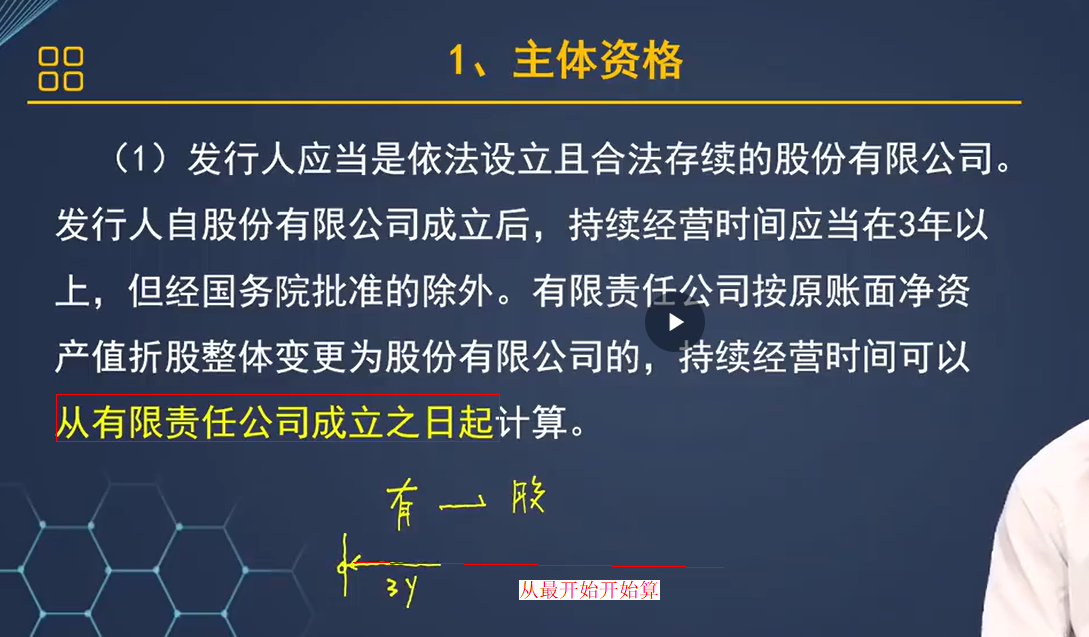 1、主体资格
（1）发行人应当是依法设立且合法存续的股份有限公司。
发行人自股份有限公司成立后，持续经营时间应当在3年以
上，但经国务院批准的除外。有限责任公司按原账面净资
产值折股整体变更为股份有限公司的，持续经营时间可以
从有限责任公司成立之日起计算。
有→股
3y
从最开始开始算